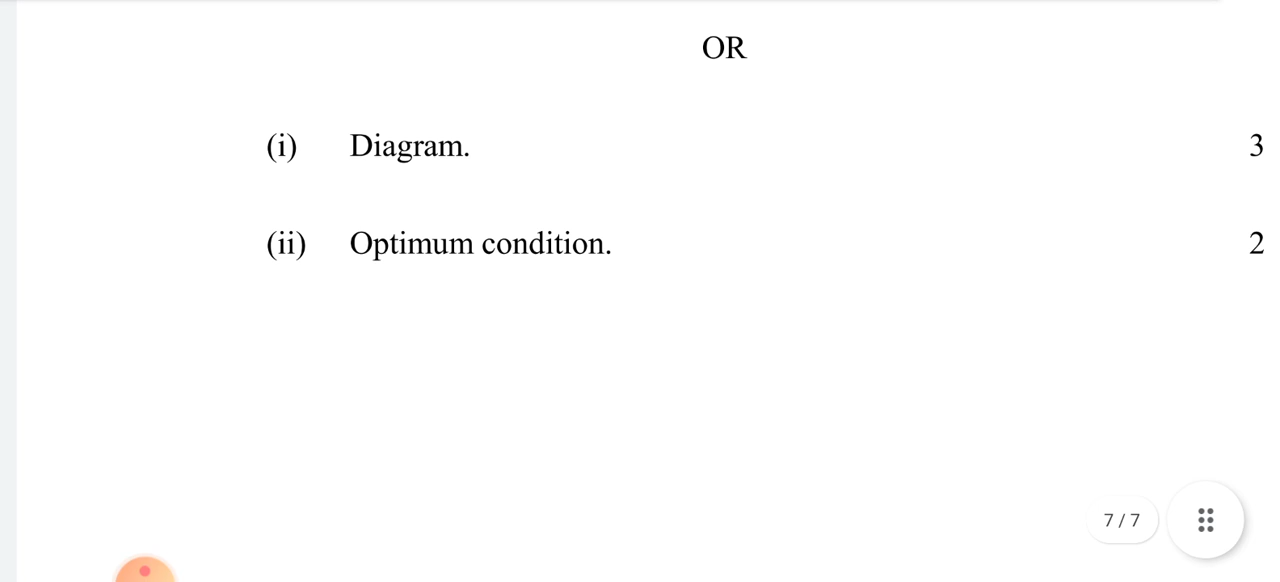 OR
(i) Diagram. 3
(ii) Optimum condition. 2
7 / 7